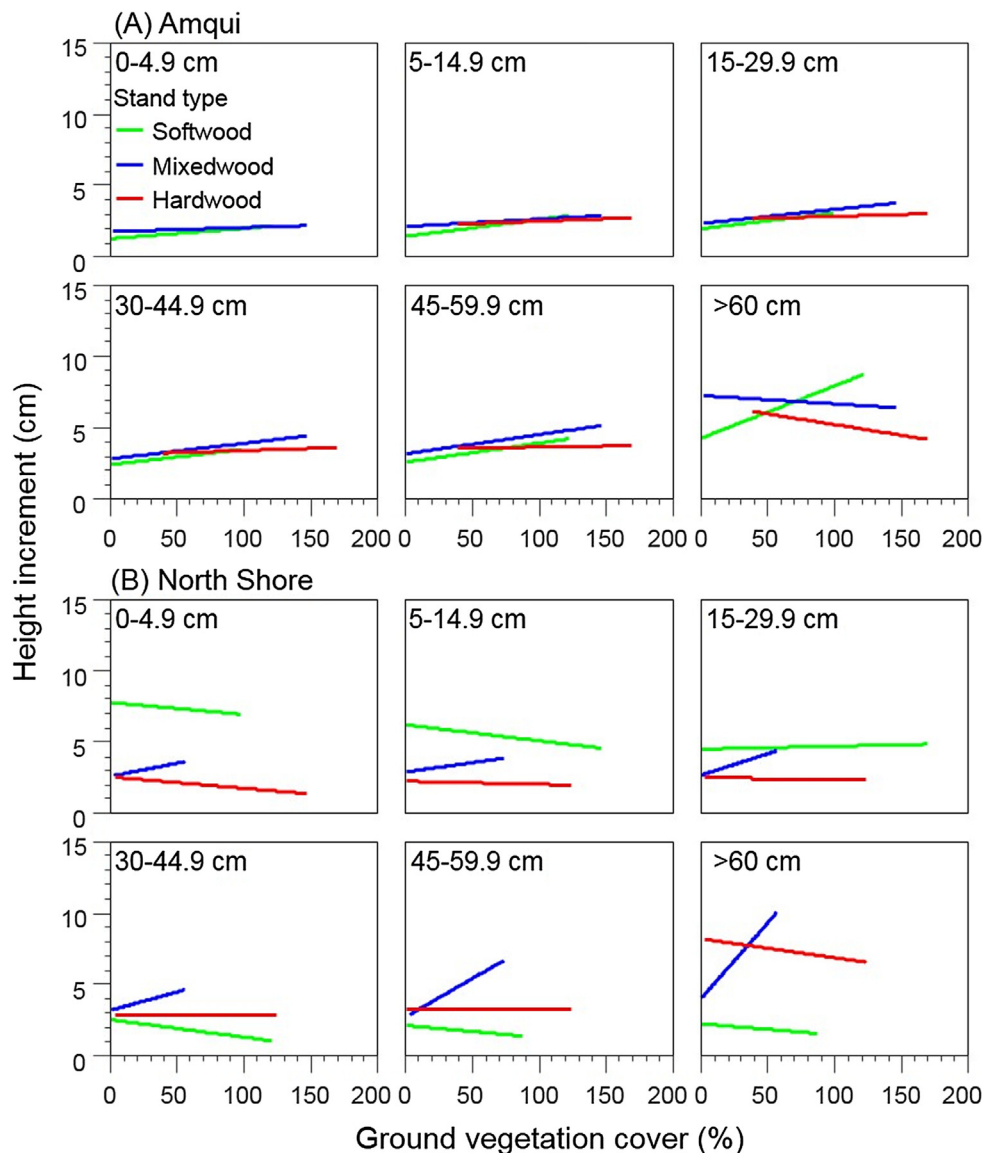 (A) Amqui
15
0-4.9 cm
5-14.9 cm
15-29.9 cm
Stand type
Softwood
Mixedwood
Hardwood
10
5
0
15
30-44.9 cm
45-59.9 cm
>60 cm
10
5
0
0 50 100 150 200
0 50 100 150 200
0 50 100 150 200
Height increment (cm)
(B) North Shore
15
0-4.9 cm
5-14.9 cm
15-29.9 cm
10
5
0
15
30-44.9 cm
45-59.9 cm
>60 cm
10
5
0
0 50 100 150 200
0 50 100 150 200
0 50 100 150 200
Ground vegetation cover (%)